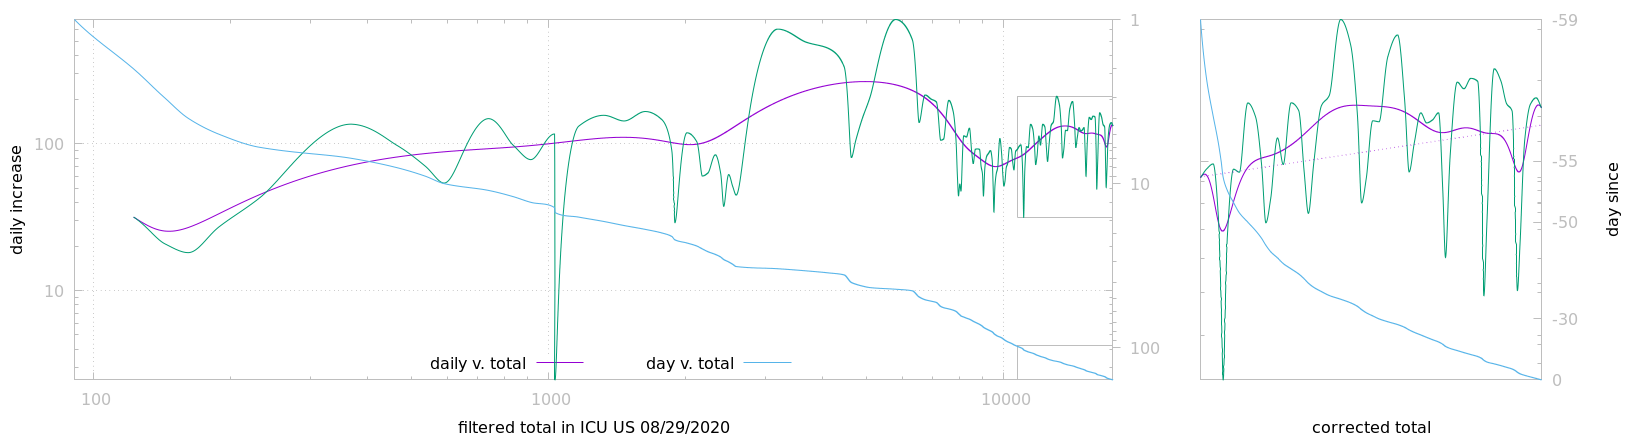 daily increase
100
10
daily v. total
day v. total
100
1000
10000
filtered total in ICU US 08/29/2020
1
10
100
-59
-55
-50
-30
0
day since
corrected total